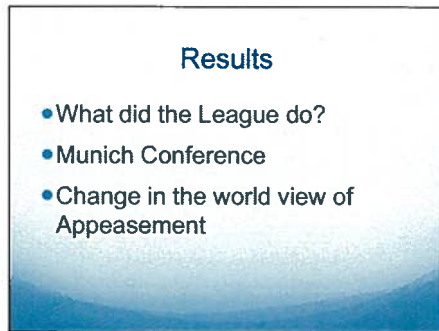 Results
•What did the League do?
•Munich Conference
•Change in the world view of
Appeasement